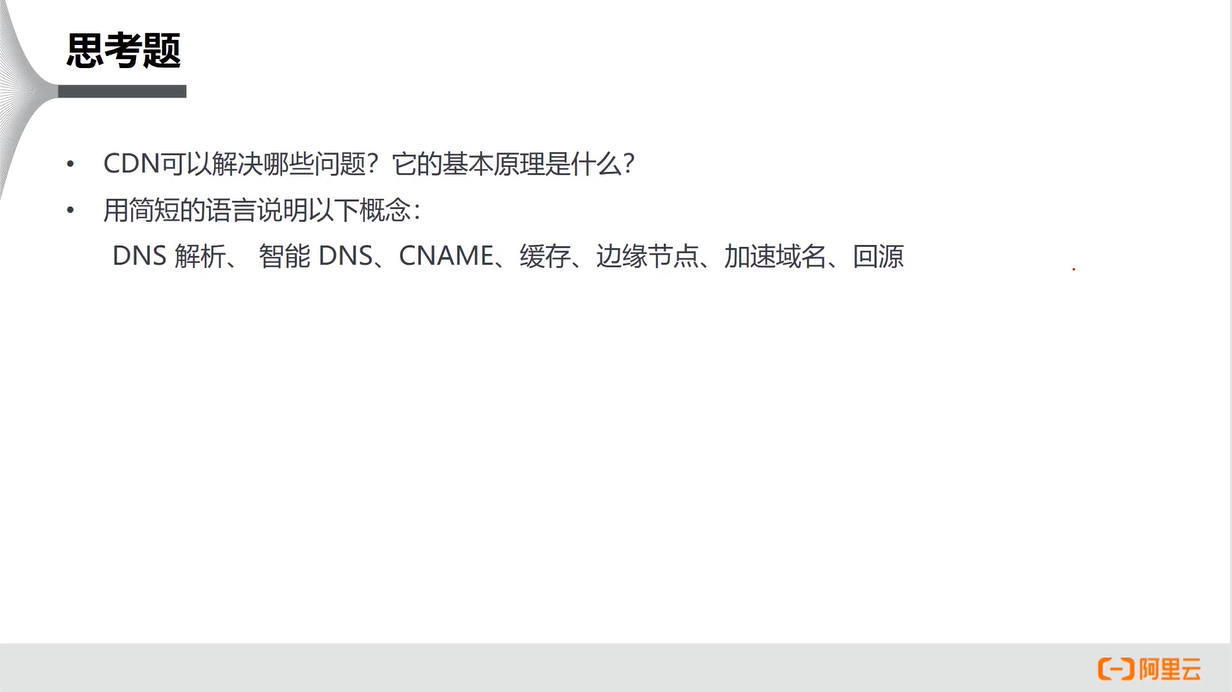 思考题
• CDN可以解决哪些问题？它的基本原理是什么？
• 用简短的语言说明以下概念：
DNS 解析、 智能 DNS、CNAME、缓存、边缘节点、加速域名、回源
阿里云